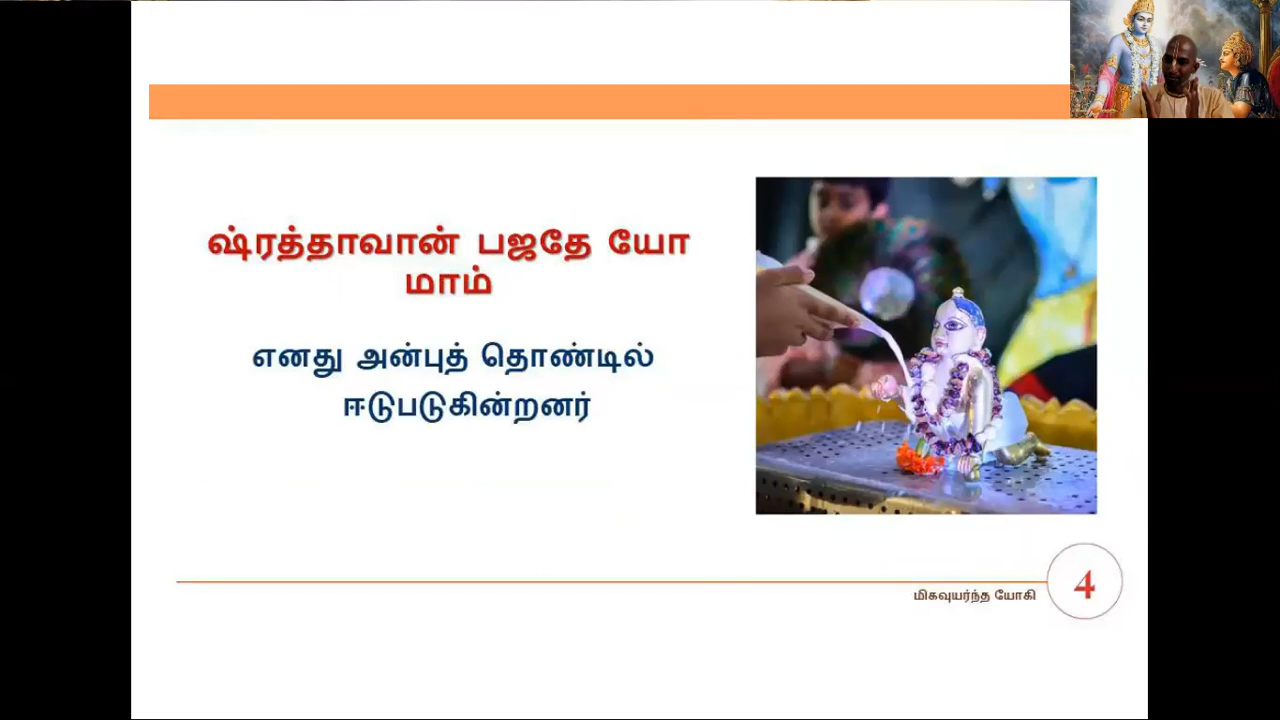 ஷ்ரத்தாவான் பஜதே யோ
மாம்
எனது அன்புத் தொண்டில்
ஈடுபடுகின்றனர்
மிகவுயர்ந்த யோகி
4